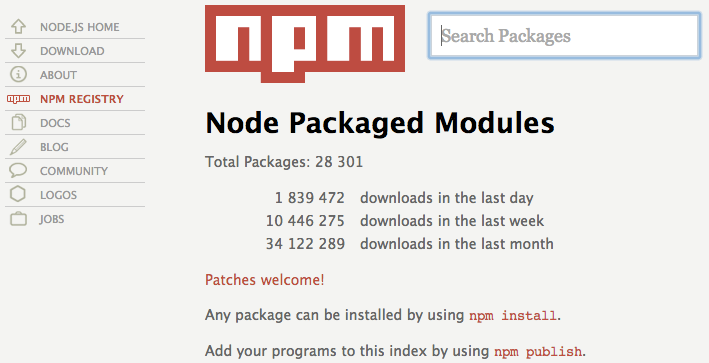 NODE.JS HOME
DOWNLOAD
ABOUT
npm NPM REGISTRY
DOCS
BLOG
COMMUNITY
LOGOS
JOBS
npm
Search Packages
Node Packaged Modules
Total Packages: 28 301
1 839 472 downloads in the last day
10 446 275 downloads in the last week
34 122 289 downloads in the last month
Patches welcome!
Any package can be installed by using npm install.
Add your programs to this index by using npm publish.